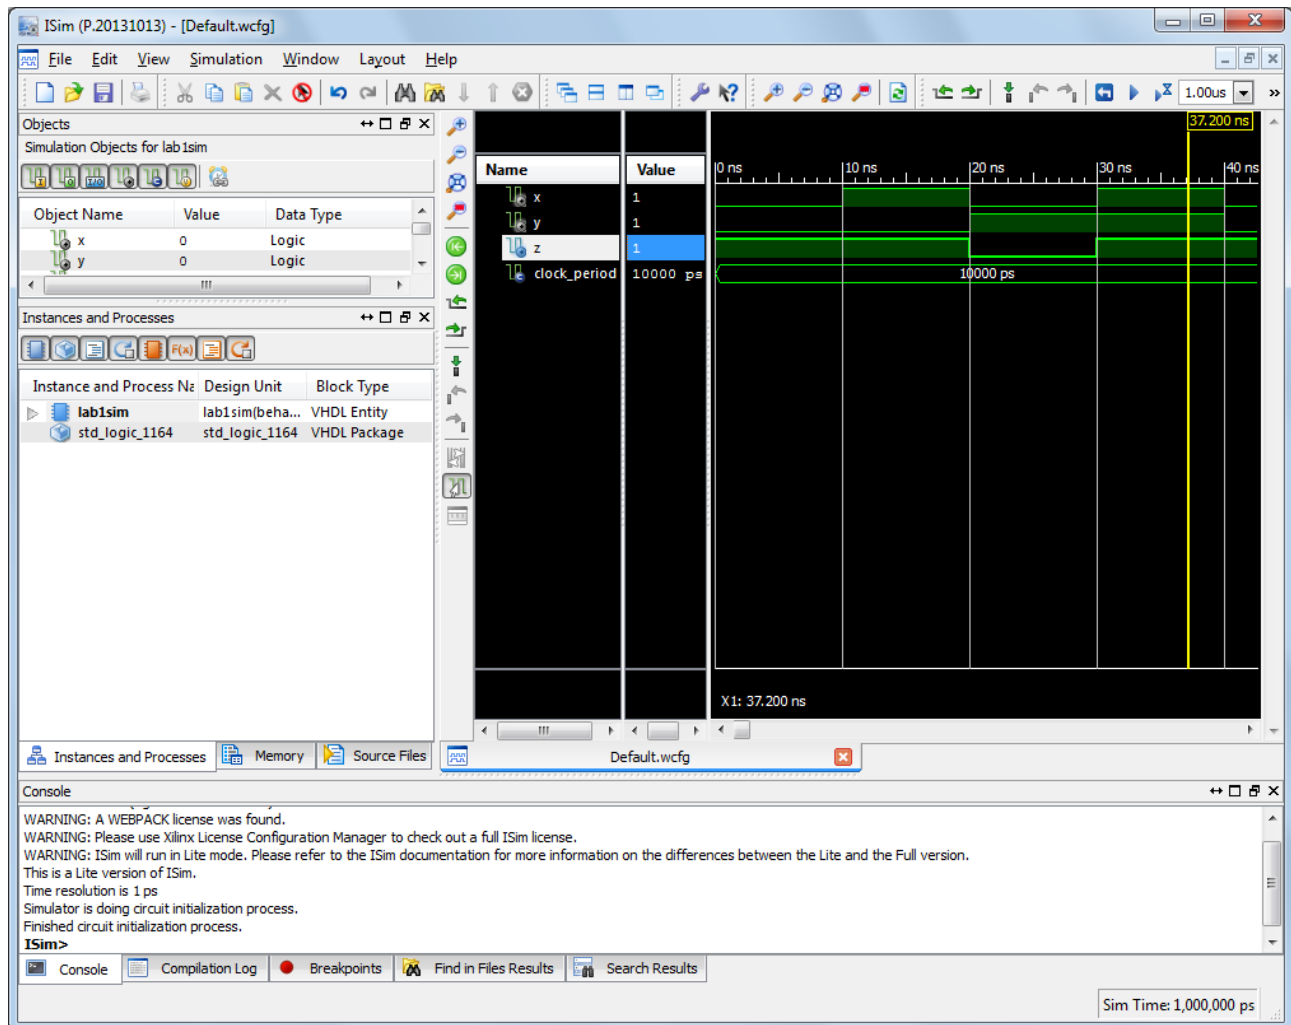 ISim (P.20131013) - [Default.wcfg]
File Edit View Simulation Window Layout Help
1.00us
»
Objects
Simulation Objects for lab1sim
Object Name Value Data Type
x 0 Logic
y 0 Logic
Instances and Processes
F(x)
Instance and Process Na Design Unit Block Type
lab1sim lab1sim(beha... VHDL Entity
std_logic_1164 std_logic_1164 VHDL Package
Instances and Processes Memory Source Files
37.200 ns
Name Value 0 ns 10 ns 20 ns 30 ns 40 ns
x 1
y 1
z 1
clock_period 10000 ps 10000 ps
X1: 37.200 ns
Default.wcfg
Console
WARNING: A WEBPACK license was found.
WARNING: Please use Xilinx License Configuration Manager to check out a full ISim license.
WARNING: ISim will run in Lite mode. Please refer to the ISim documentation for more information on the differences between the Lite and the Full version.
This is a Lite version of ISim.
Time resolution is 1 ps
Simulator is doing circuit initialization process.
Finished circuit initialization process.
ISim>
Console Compilation Log Breakpoints Find in Files Results Search Results
Sim Time: 1,000,000 ps